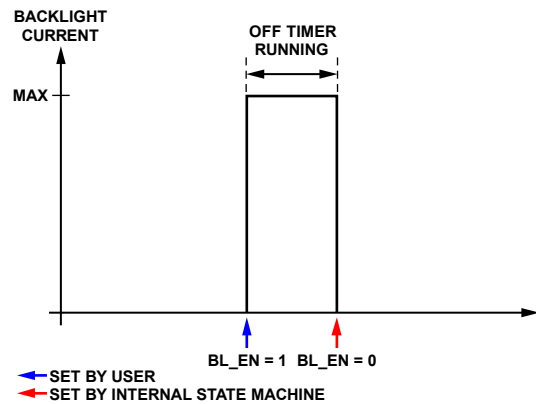 BACKLIGHT
CURRENT
OFF TIMER
RUNNING
MAX
BL_EN = 1 BL_EN = 0
SET BY USER
SET BY INTERNAL STATE MACHINE